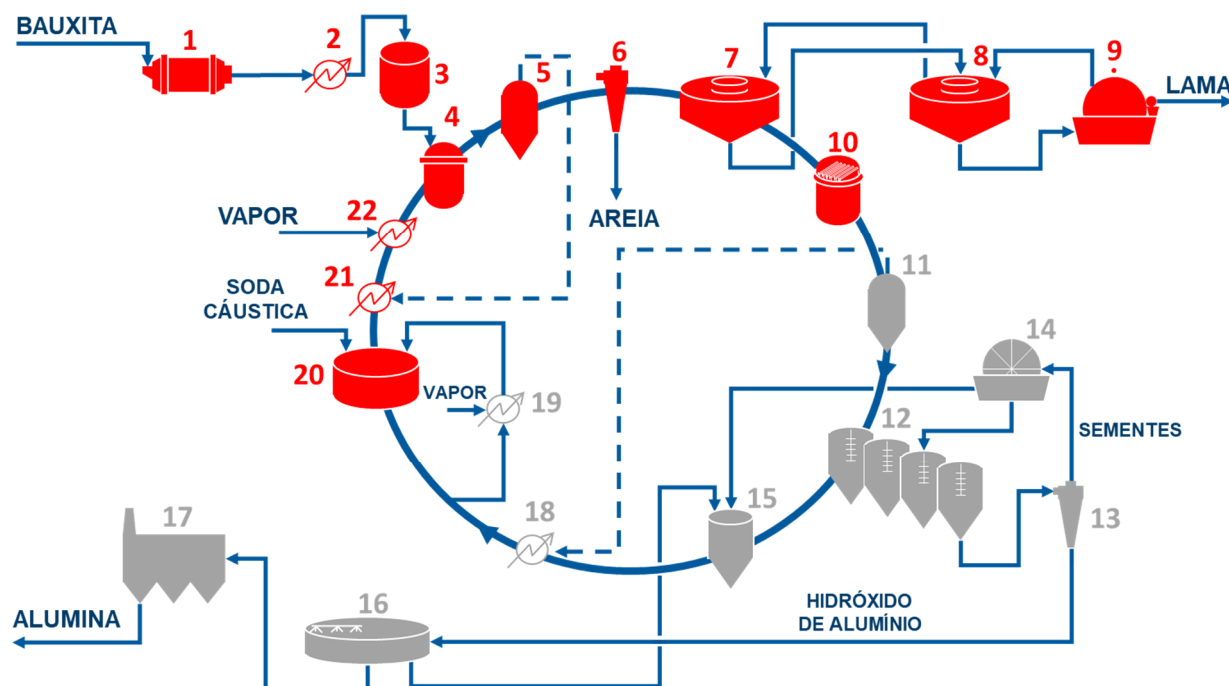 BAUXITA
1
2
3
4
5
6
7
8
9
LAMA
10
AREIA
VAPOR
22
21
SODA
CÁUSTICA
20
VAPOR
19
11
14
12
SEMENTES
13
15
18
17
16
HIDRÓXIDO
DE ALUMÍNIO
ALUMINA